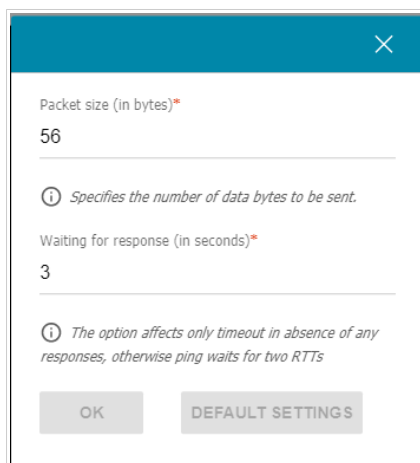 Packet size (in bytes)*
56
Specifies the number of data bytes to be sent.
Waiting for response (in seconds)*
3
The option affects only timeout in absence of any
responses, otherwise ping waits for two RTTs
OK DEFAULT SETTINGS